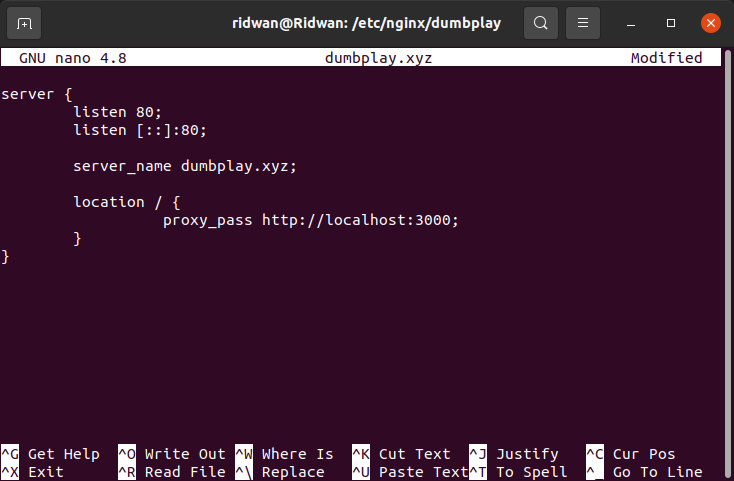 ridwan@Ridwan: /etc/nginx/dumbplay
GNU nano 4.8 dumbplay.xyz Modified
server {
listen 80;
listen [::]:80;
server_name dumbplay.xyz;
location / {
proxy_pass http://localhost:3000;
}
}
^G Get Help ^O Write Out ^W Where Is ^K Cut Text ^J Justify ^C Cur Pos
^X Exit ^R Read File ^\ Replace ^U Paste Text^T To Spell ^_ Go To Line